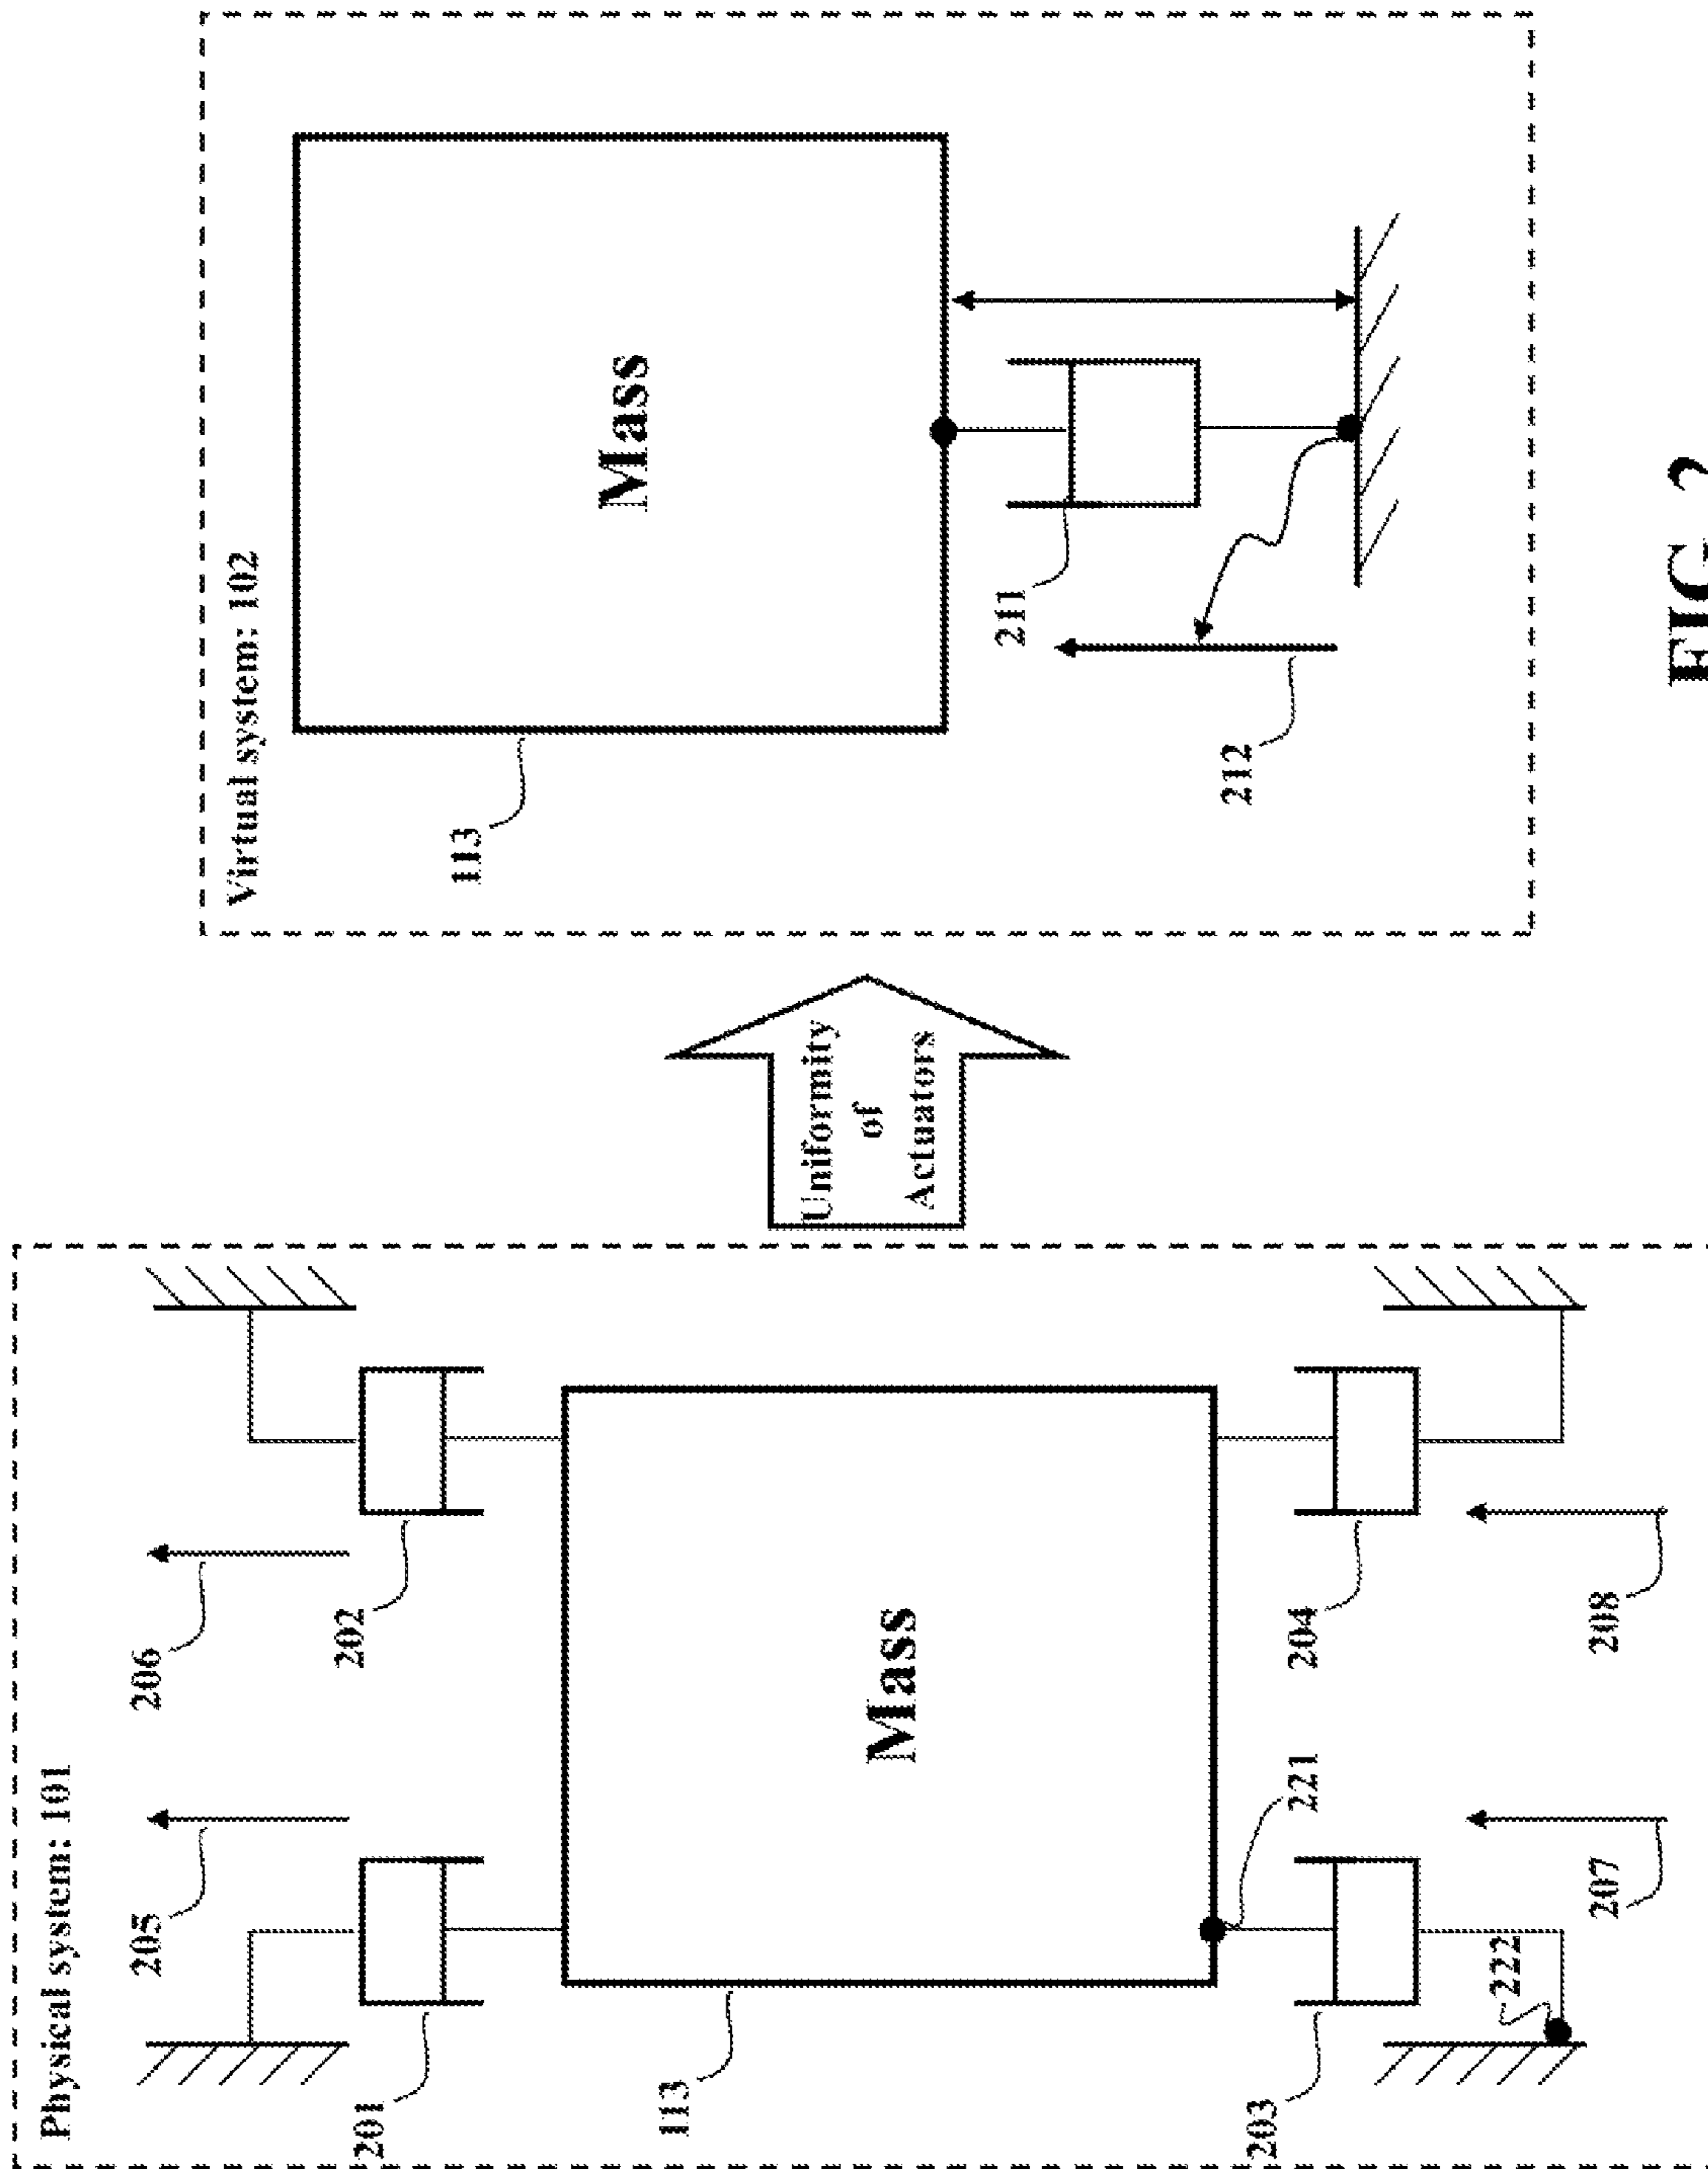 Physical system: 101
205
206
201
202
113
Mass
221
203
204
222
207
208
Uniformity
of
Actuators
Virtual system: 102
113
Mass
211
212
FIG. 2